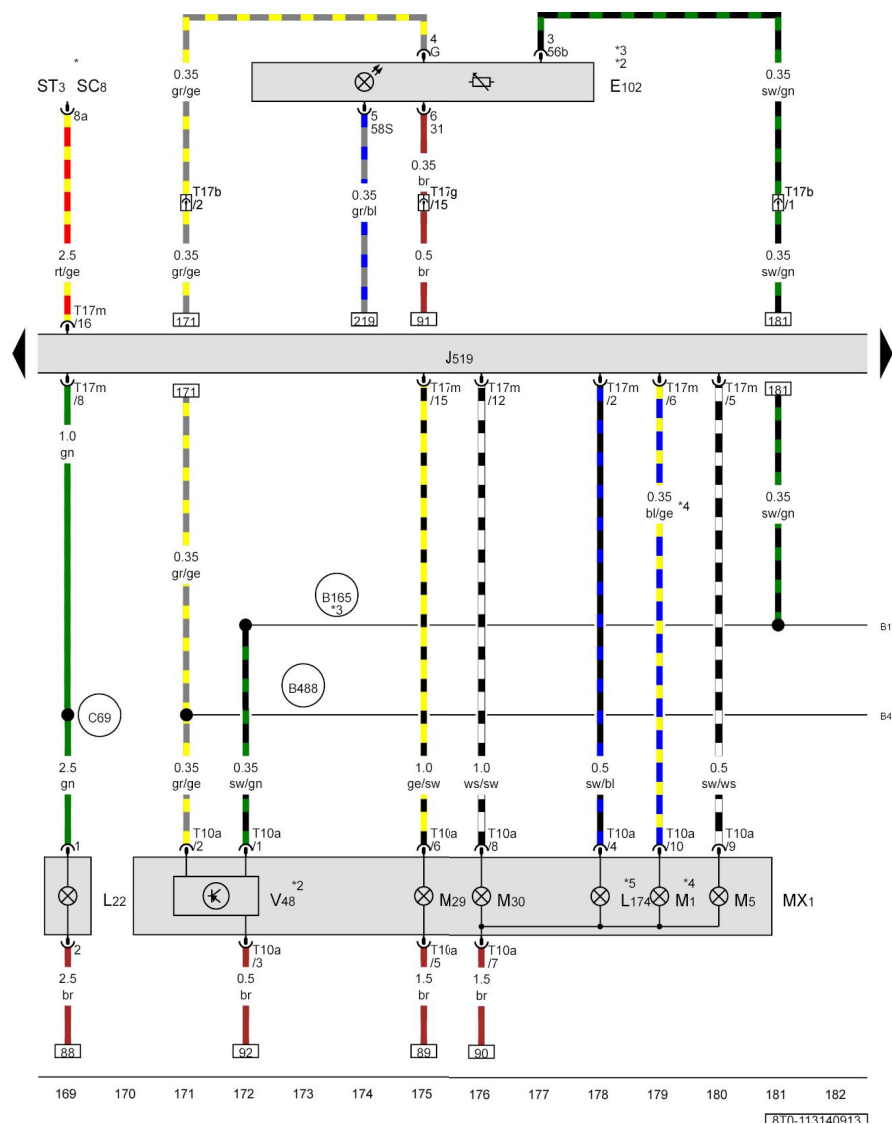 4
G
3
56b
*3
*2
E102
*
ST3 SC8
8a
0.35
gr/ge
0.35
sw/gn
5
58S
6
31
0.35
br
0.35
gr/bl
T17b
/2
T17g
/15
T17b
/1
2.5
rt/ge
0.35
gr/ge
0.5
br
0.35
sw/gn
T17m
/16
171
219
91
181
J519
T17m
/8
171
T17m
/15
T17m
/12
T17m
/2
T17m
/6
T17m
/5
181
1.0
gn
0.35
bl/ge *4
0.35
sw/gn
0.35
gr/ge
B165
*3
B1
B488
C69
B4
2.5
gn
0.35
gr/ge
0.35
sw/gn
1.0
ge/sw
1.0
ws/sw
0.5
sw/bl
0.5
sw/ws
1
T10a
/2
T10a
/1
T10a
/6
T10a
/8
T10a
/4
T10a
/10
T10a
/9
L22
*2
V48
M29
M30
*5
L174
*4
M1
M5
MX1
2
T10a
/3
T10a
/5
T10a
/7
2.5
br
0.5
br
1.5
br
1.5
br
88
92
89
90
169 170 171 172 173 174 175 176 177 178 179 180 181 182
8T0-113140913